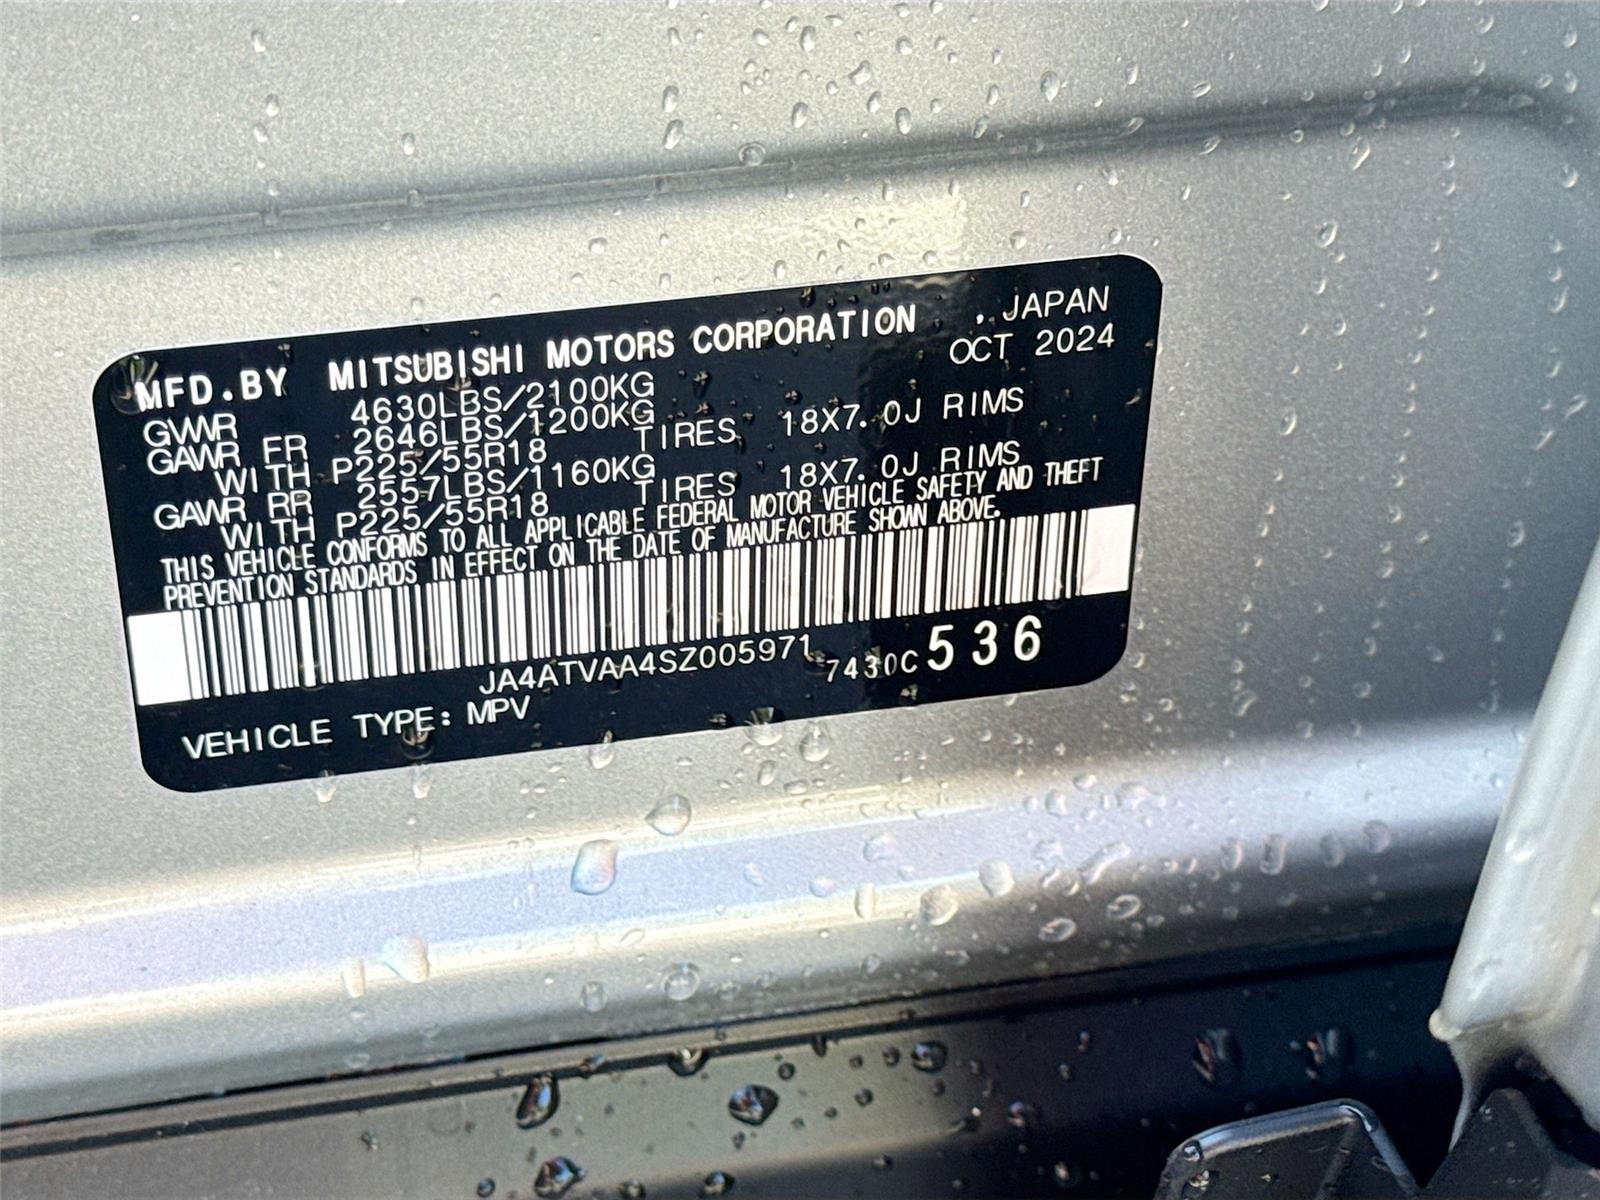 MFD.BY MITSUBISHI MOTORS CORPORATION , JAPAN
GVWR 4630LBS/2100KG OCT 2024
GAWR FR 2646LBS/1200KG
WITH P225/55R18 TIRES, 18X7.0J RIMS
GAWR RR 2557LBS/1160KG
WITH P225/55R18 TIRES 18X7.0J RIMS
THIS VEHICLE CONFORMS TO ALL APPLICABLE FEDERAL MOTOR VEHICLE SAFETY AND THEFT
PREVENTION STANDARDS IN EFFECT ON THE DATE OF MANUFACTURE SHOWN ABOVE.
JA4ATVAA4SZ005971 7430C 536
VEHICLE TYPE: MPV